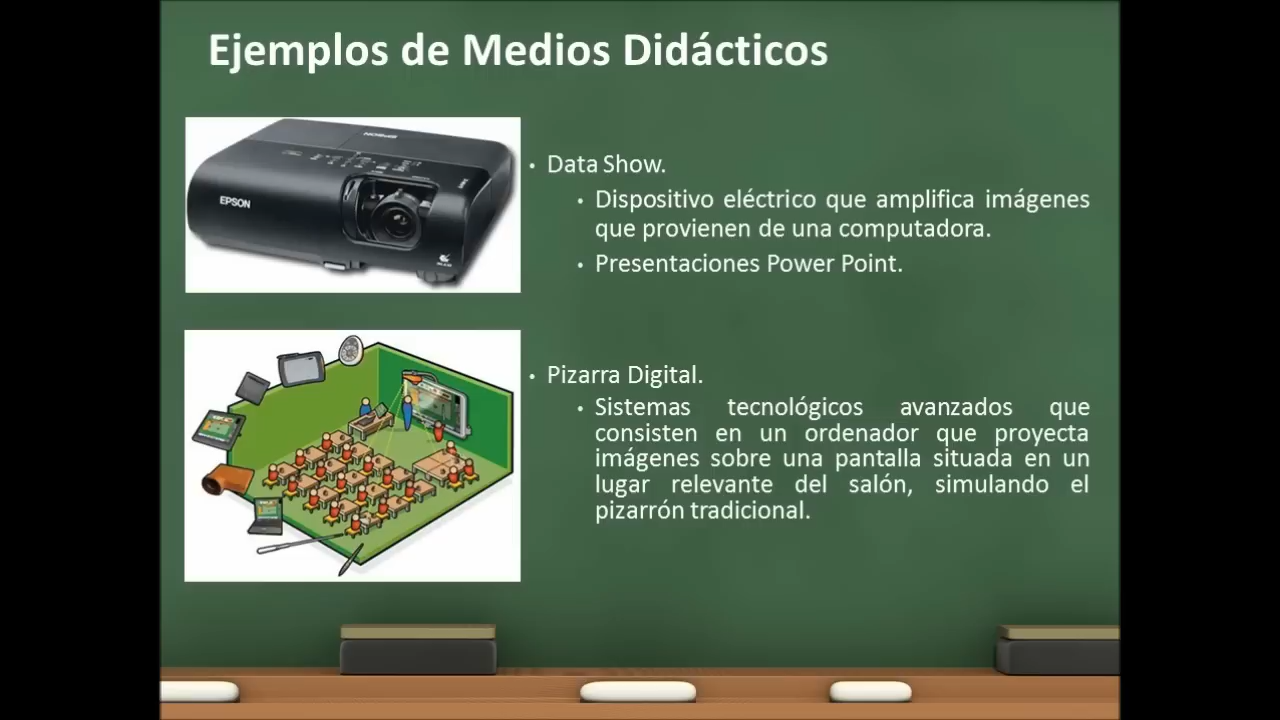 Ejemplos de Medios Didácticos
EPSON
EPSON
• Data Show.
• Dispositivo eléctrico que amplifica imágenes
que provienen de una computadora.
• Presentaciones Power Point.
• Pizarra Digital.
• Sistemas tecnológicos avanzados que
consisten en un ordenador que proyecta
imágenes sobre una pantalla situada en un
lugar relevante del salón, simulando el
pizarrón tradicional.